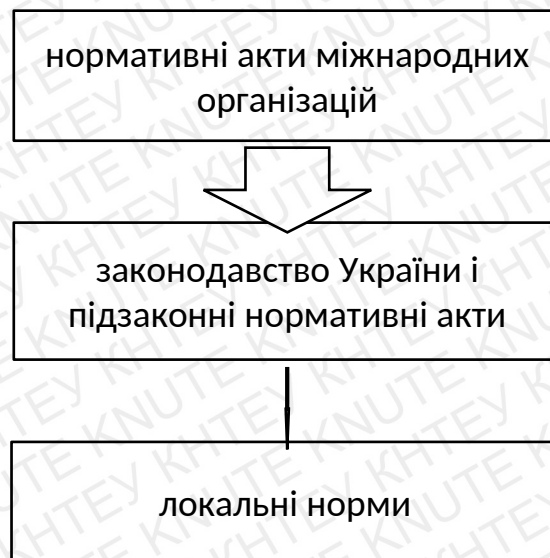 нормативні акти міжнародних
організацій
законодавство України і
підзаконні нормативні акти
локальні норми